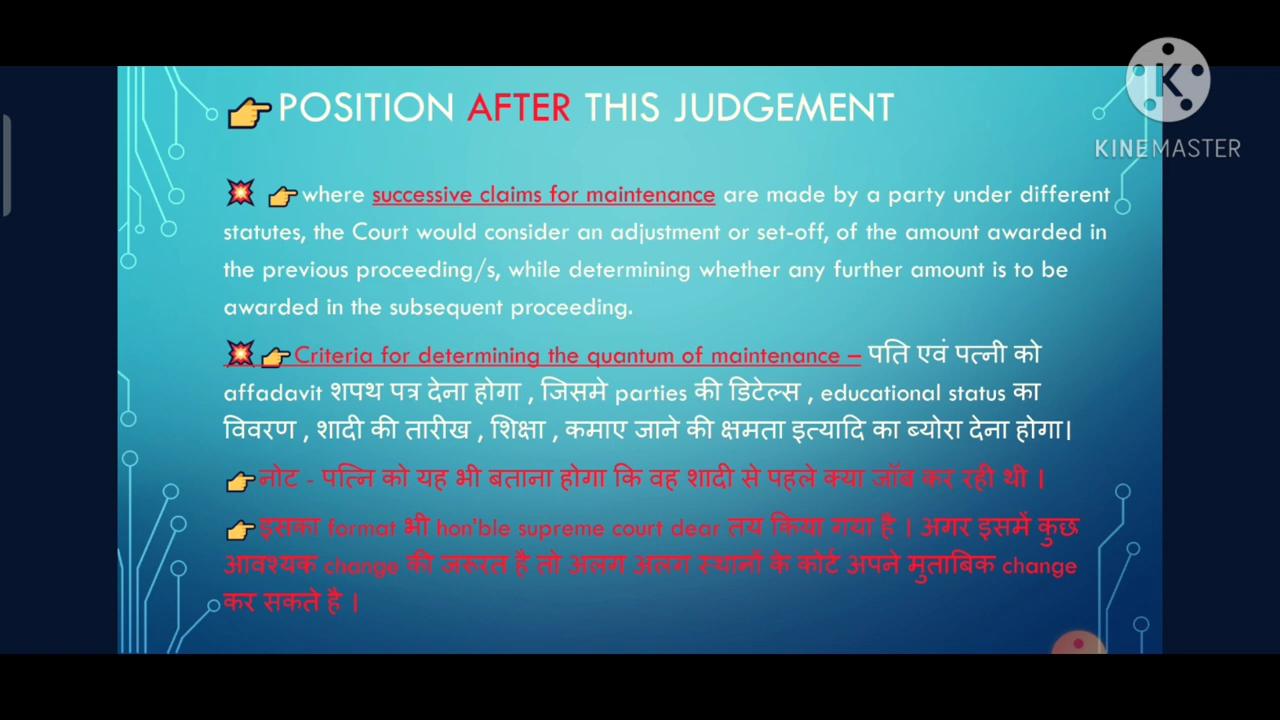 POSITION AFTER THIS JUDGEMENT
KINEMASTER
where successive claims for maintenance are made by a party under different
statutes, the Court would consider an adjustment or set-off, of the amount awarded in
the previous proceeding/s, while determining whether any further amount is to be
awarded in the subsequent proceeding.
Criteria for determining the quantum of maintenance – पति एवं पत्नी को
affadavit शपथ पत्र देना होगा , जिसमे parties की डिटेल्स , educational status का
विवरण , शादी की तारीख , शिक्षा , कमाए जाने की क्षमता इत्यादि का ब्योरा देना होगा।
नोट - पत्नि को यह भी बताना होगा कि वह शादी से पहले क्या जॉब कर रही थी ।
इसका format भी hon'ble supreme court dear तय किया गया है । अगर इसमें कुछ
आवश्यक change की जरूरत है तो अलग अलग स्थानों के कोर्ट अपने मुताबिक change
कर सकते है ।